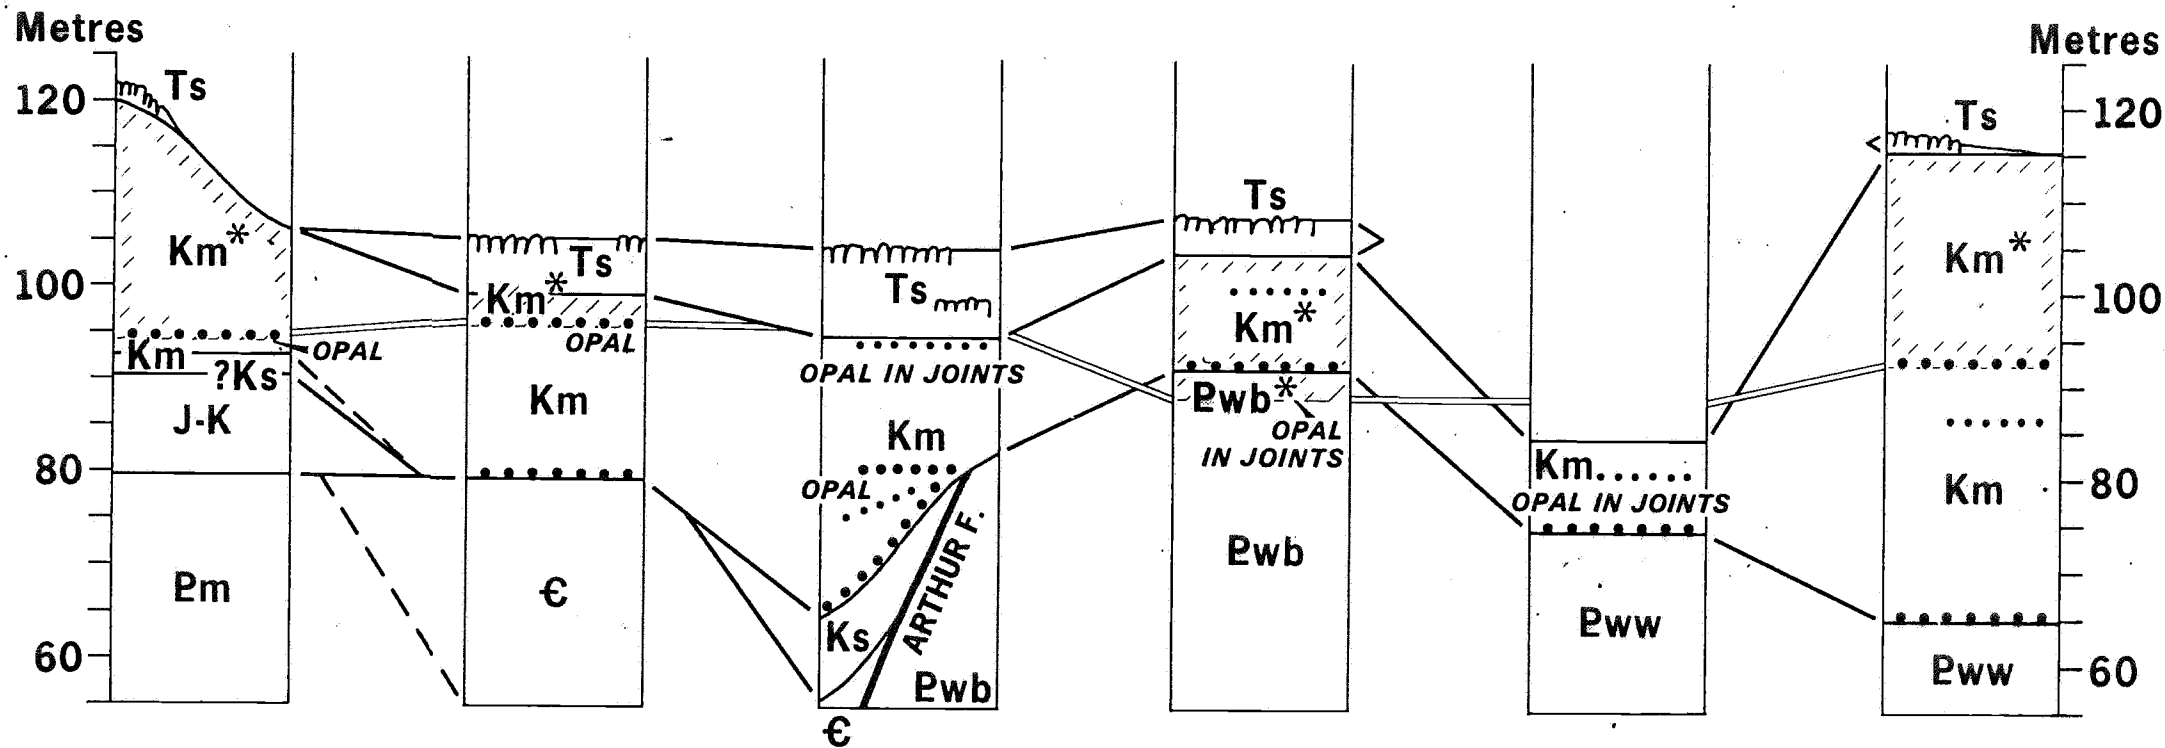 Metres
120
100
80
60
Ts
Km*
OPAL
Km
?Ks
J-K
Ꝑm
Ts
Km*
OPAL
Km
Є
Ts
OPAL IN JOINTS
Km
OPAL
ARTHUR F.
Ks
Ꝑwb
Є
Ts
Km*
Ꝑwb*
OPAL
IN JOINTS
Ꝑwb
Km
OPAL IN JOINTS
Ꝑww
Ts
Km*
Km
Ꝑww
Metres
120
100
80
60